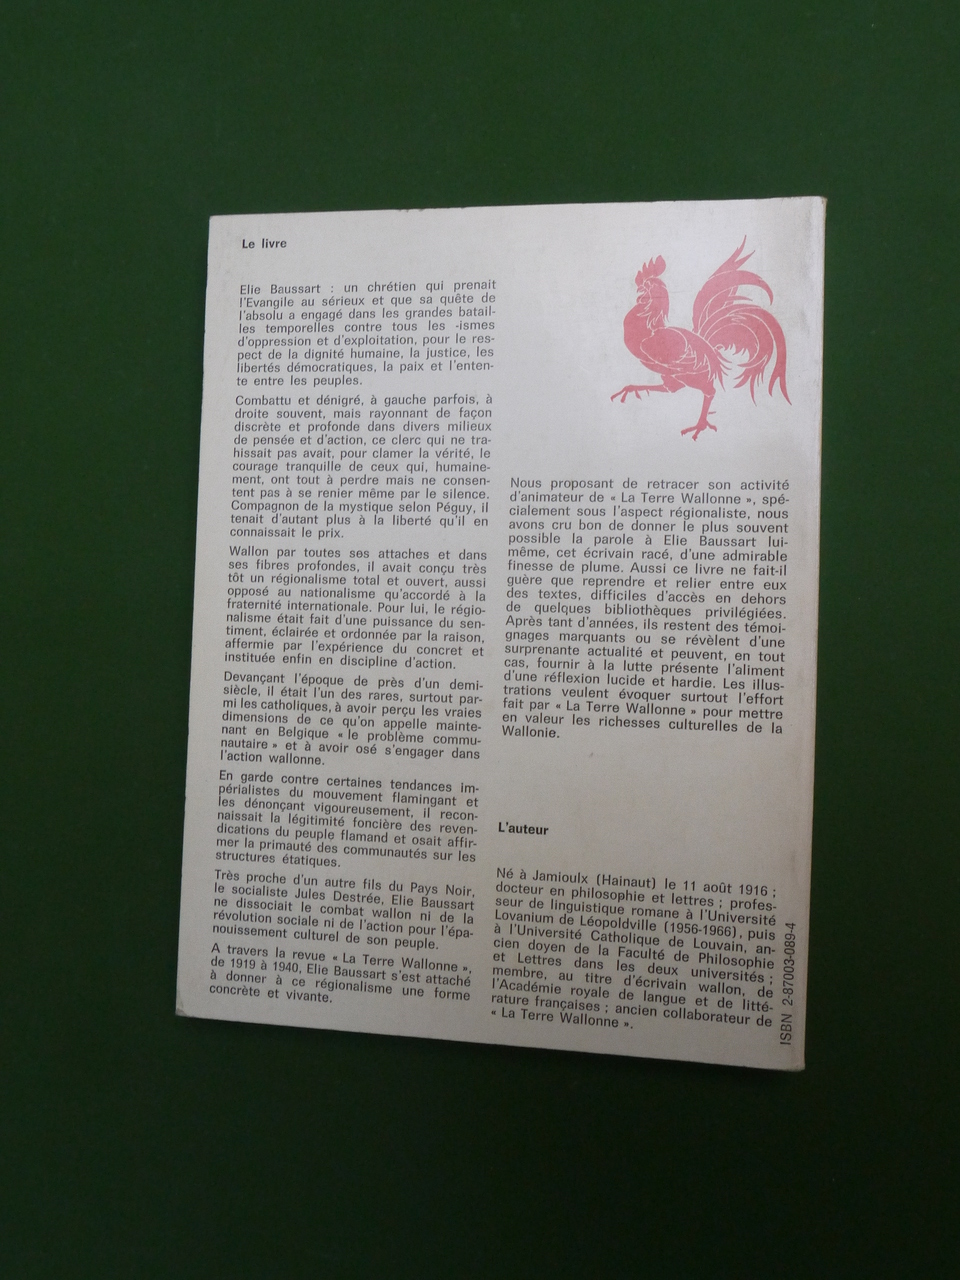 Le livre
Elie Baussart : un chrétien qui prenait
l'Evangile au sérieux et que sa quête de
l'absolu a engagé dans les grandes batail-
les temporelles contre tous les -ismes
d'oppression et d'exploitation, pour le res-
pect de la dignité humaine, la justice, les
libertés démocratiques, la paix et l'enten-
te entre les peuples.
Combattu et dénigré, à gauche parfois, à
droite souvent, mais rayonnant de façon
discrète et profonde dans divers milieux
de pensée et d'action, ce clerc qui ne tra-
hissait pas avait, pour clamer la vérité, le
courage tranquille de ceux qui, humaine-
ment, ont tout à perdre mais ne consen-
tent pas à se renier même par le silence.
Compagnon de la mystique selon Péguy, il
tenait d'autant plus à la liberté qu'il en
connaissait le prix.
Wallon par toutes ses attaches et dans
ses fibres profondes, il avait conçu très
tôt un régionalisme total et ouvert, aussi
opposé au nationalisme qu'accordé à la
fraternité internationale. Pour lui, le régio-
nalisme était fait d'une puissance du sen-
timent, éclairée et ordonnée par la raison,
affermie par l'expérience du concret et
instituée enfin en discipline d'action.
Devançant l'époque de près d'un demi-
siècle, il était l'un des rares, surtout par-
mi les catholiques, à avoir perçu les vraies
dimensions de ce qu'on appelle mainte-
nant en Belgique « le problème commu-
nautaire » et à avoir osé s'engager dans
l'action wallonne.
En garde contre certaines tendances im-
périalistes du mouvement flamingant et
les dénonçant vigoureusement, il recon-
naissait la légitimité foncière des reven-
dications du peuple flamand et osait affir-
mer la primauté des communautés sur les
structures étatiques.
Très proche d'un autre fils du Pays Noir,
le socialiste Jules Destrée, Elie Baussart
ne dissociait le combat wallon ni de la
révolution sociale ni de l'action pour l'épa-
nouissement culturel de son peuple.
A travers la revue « La Terre Wallonne »,
de 1919 à 1940, Elie Baussart s'est attaché
à donner à ce régionalisme une forme
concrète et vivante.
Nous proposant de retracer son activité
d'animateur de « La Terre Wallonne », spé-
cialement sous l'aspect régionaliste, nous
avons cru bon de donner le plus souvent
possible la parole à Elie Baussart lui-
même, cet écrivain racé, d'une admirable
finesse de plume. Aussi ce livre ne fait-il
guère que reprendre et relier entre eux
des textes, difficiles d'accès en dehors
de quelques bibliothèques privilégiées.
Après tant d'années, ils restent des témoi-
gnages marquants ou se révèlent d'une
surprenante actualité et peuvent, en tout
cas, fournir à la lutte présente l'aliment
d'une réflexion lucide et hardie. Les illus-
trations veulent évoquer surtout l'effort
fait par « La Terre Wallonne » pour mettre
en valeur les richesses culturelles de la
Wallonie.
L'auteur
Né à Jamioulx (Hainaut) le 11 août 1916 ;
docteur en philosophie et lettres ; profes-
seur de linguistique romane à l'Université
Lovanium de Léopoldville (1956-1966), puis
à l'Université Catholique de Louvain, an-
cien doyen de la Faculté de Philosophie
et Lettres dans les deux universités ;
membre, au titre d'écrivain wallon, de
l'Académie royale de langue et de litté-
rature françaises ; ancien collaborateur de
« La Terre Wallonne ».
ISBN 2-87003-089-4